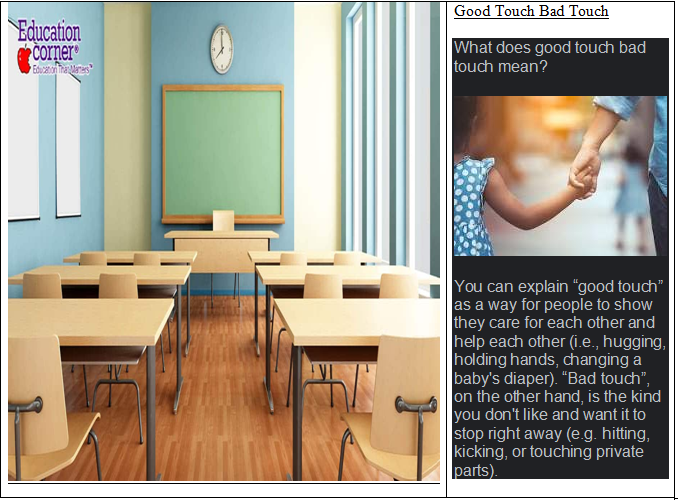 Education
corner®
Education That Matters™
Good Touch Bad Touch
What does good touch bad
touch mean?
You can explain “good touch”
as a way for people to show
they care for each other and
help each other (i.e., hugging,
holding hands, changing a
baby's diaper). “Bad touch”,
on the other hand, is the kind
you don't like and want it to
stop right away (e.g. hitting,
kicking, or touching private
parts).